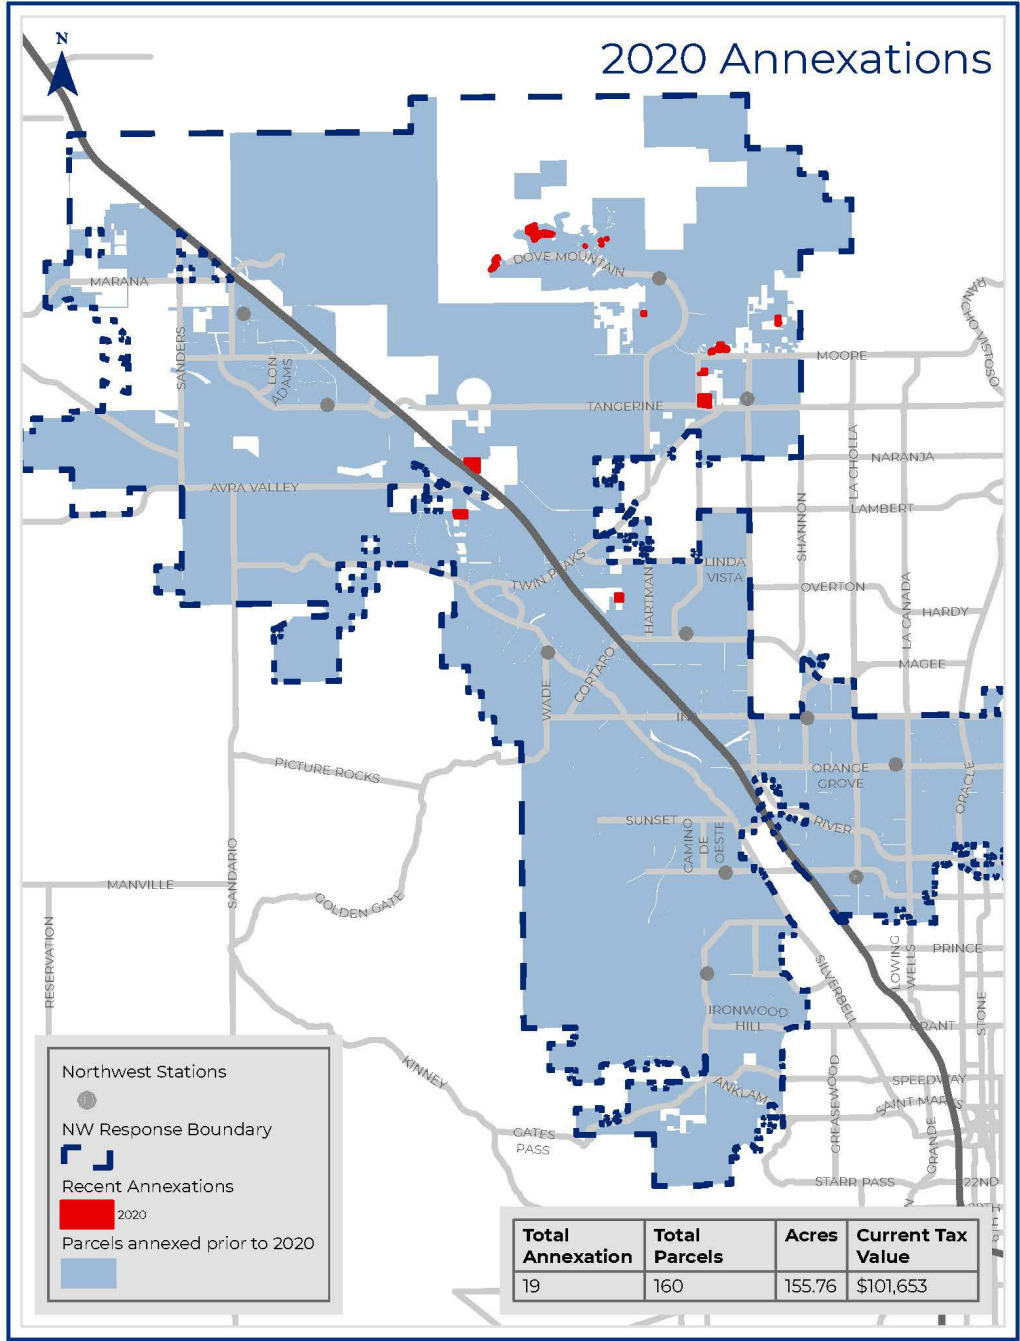 N
2020 Annexations
DOVE MOUNTAIN
MARANA
RANCHO VISTOSO
SANDERS
LON
ADAMS
MOORE
TANGERINE
LA CHOLLA
NARANJA
AVRA VALLEY
LAMBERT
SHANNON
TWIN PEAKS
LINDA
VISTA
HARTMAN
OVERTON
LA CANADA
HARDY
MAGEE
CORTARO
WADE
INA
PICTURE ROCKS
ORANGE
GROVE
ORACLE
SUNSET
CAMINO
DE
OESTE
RIVER
SANDARIO
MANVILLE
GOLDEN GATE
RESERVATION
LOWING
WELLS
PRINCE
SILVERBELL
STONE
IRONWOOD
HILL
GRANT
KINNEY
ANKLAM
GREASEWOOD
SPEEDWAY
SAINT MARYS
GRANDE
GATES
PASS
STARR PASS
22ND
Northwest Stations
NW Response Boundary
Recent Annexations
2020
Parcels annexed prior to 2020
Total Annexation Total Parcels Acres Current Tax Value
19 160 155.76 $101,653